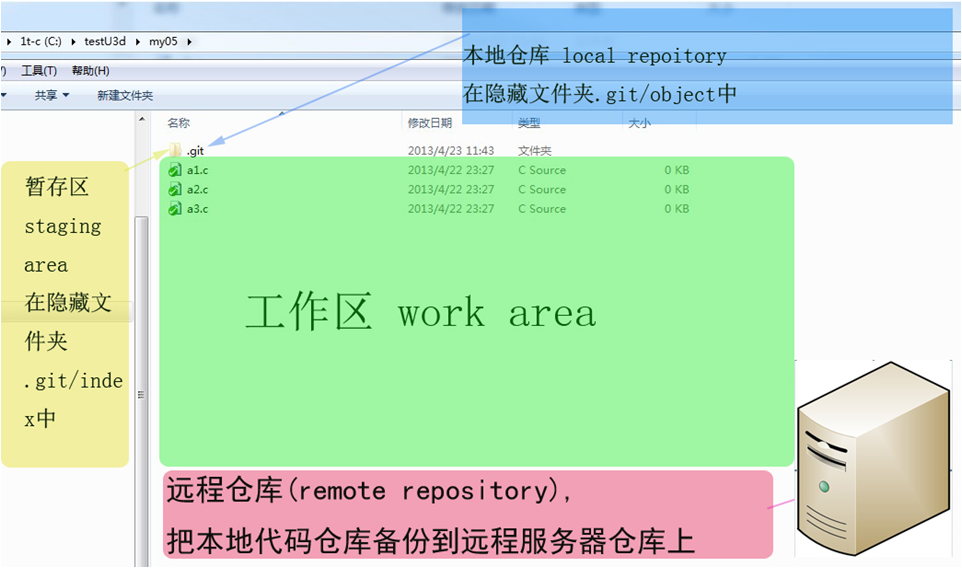 1t-c (C:) testU3d my05
工具(T) 帮助(H)
共享 新建文件夹
本地仓库 local repoitory
在隐藏文件夹.git/object中
名称 修改日期 类型 大小
.git 2013/4/23 11:43 文件夹
a1.c 2013/4/22 23:27 C Source 0 KB
a2.c 2013/4/22 23:27 C Source 0 KB
a3.c 2013/4/22 23:27 C Source 0 KB
暂存区
staging
area
在隐藏文
件夹
.git/inde
x中
工作区 work area
远程仓库(remote repository),
把本地代码仓库备份到远程服务器仓库上